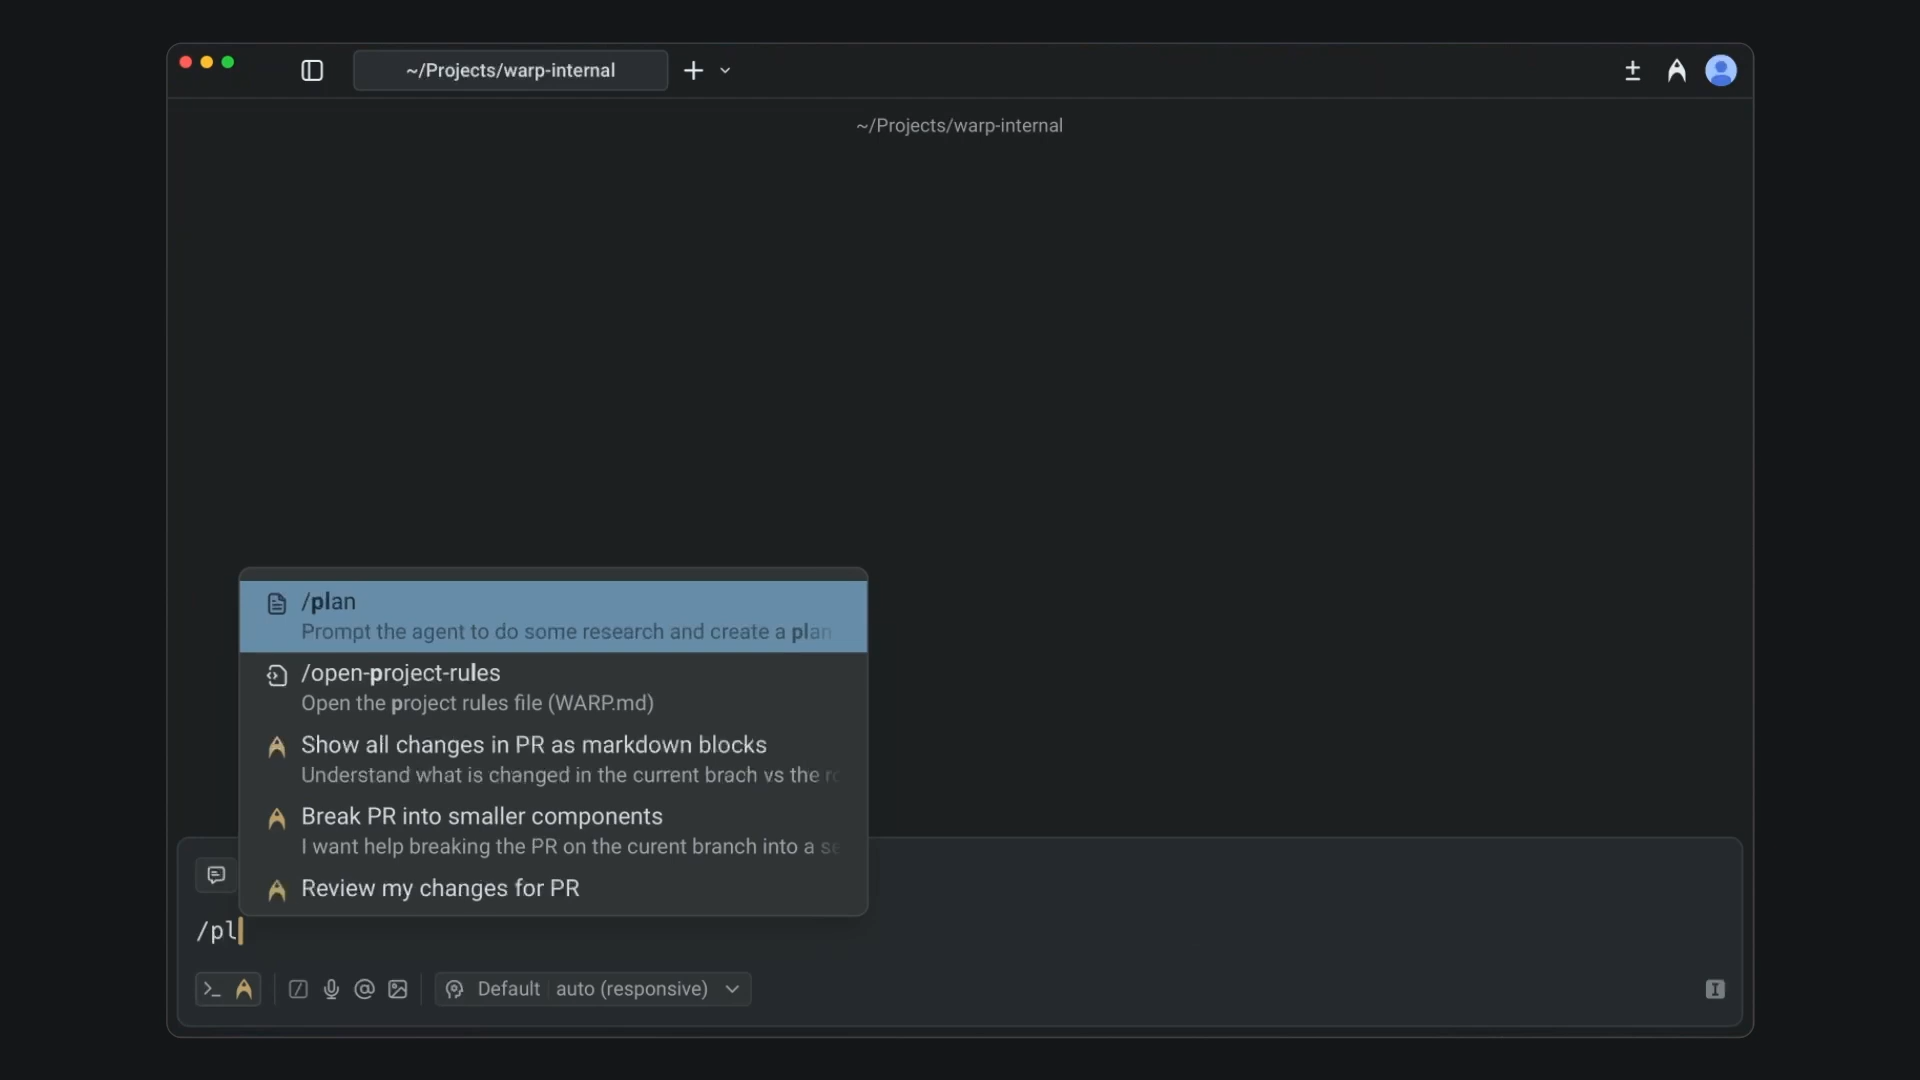 ~/Projects/warp-internal
~/Projects/warp-internal
/plan
Prompt the agent to do some research and create a plan
/open-project-rules
Open the project rules file (WARP.md)
Show all changes in PR as markdown blocks
Understand what is changed in the current brach vs the
Break PR into smaller components
I want help breaking the PR on the curent branch into a
Review my changes for PR
/pl
Default auto (responsive)